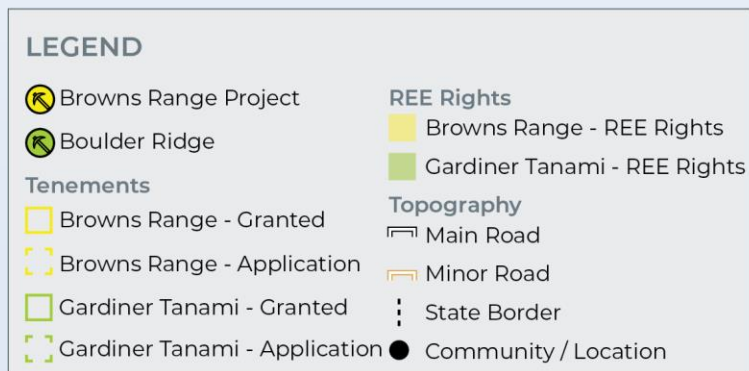 LEGEND
Browns Range Project
Boulder Ridge
Tenements
Browns Range - Granted
Browns Range - Application
Gardiner Tanami - Granted
Gardiner Tanami - Application
REE Rights
Browns Range - REE Rights
Gardiner Tanami - REE Rights
Topography
Main Road
Minor Road
State Border
Community / Location